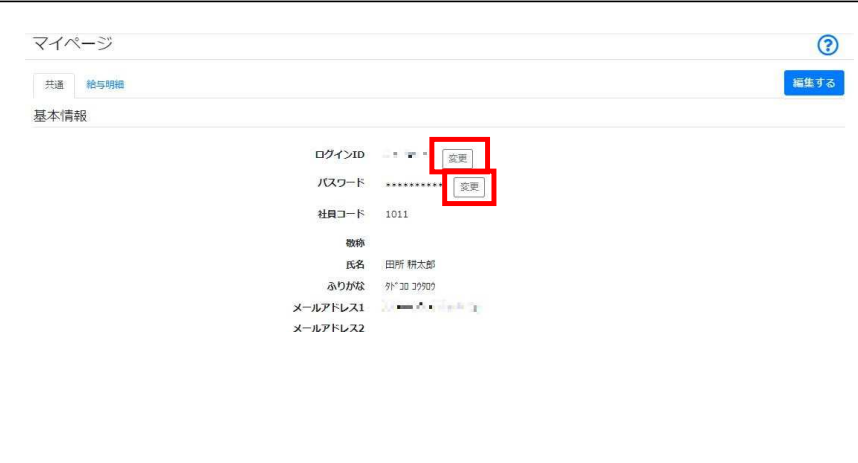 マイページ
?
共通 給与明細 編集する
基本情報
ログインID 変更
パスワード ********** 変更
社員コード 1011
敬称
氏名 田所 耕太郎
ふりがな ﾀﾄﾞｺﾛ ｺｳﾀﾛｳ
メールアドレス1
メールアドレス2